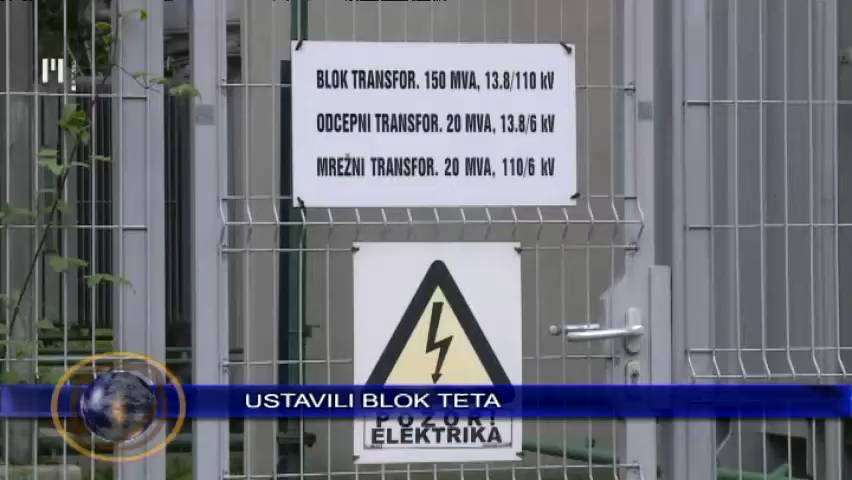 BLOK TRANSFOR. 150 MVA, 13.8/110 kV
ODCEPNI TRANSFOR. 20 MVA, 13.8/6 kV
MREŽNI TRANSFOR. 20 MVA, 110/6 kV
USTAVILI BLOK TETA
POZOR!
ELEKTRIKA